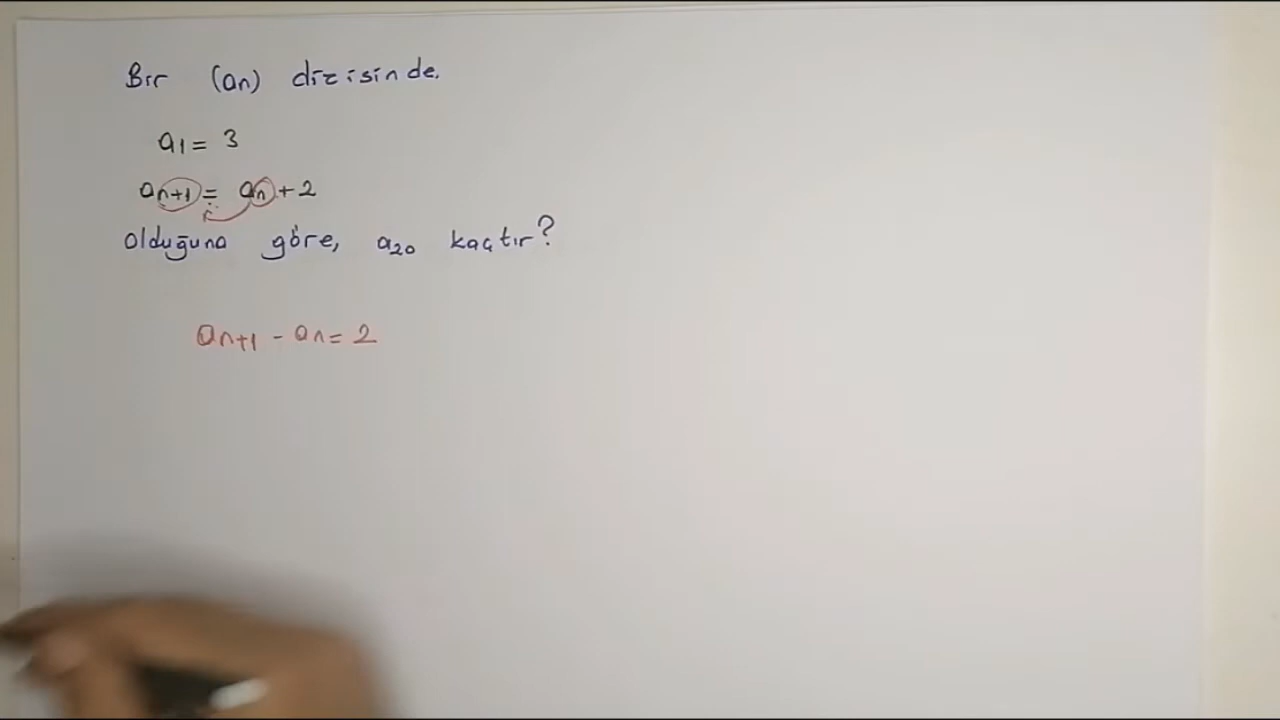 Bir (an) dizisinde.
a1 = 3
an+1 = an + 2
Olduğuna göre, a20 kaçtır?
an+1 - an = 2